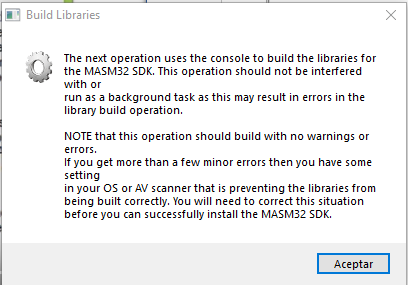 Build Libraries
The next operation uses the console to build the libraries for
the MASM32 SDK. This operation should not be interfered
with or
run as a background task as this may result in errors in the
library build operation.
NOTE that this operation should build with no warnings or
errors.
If you get more than a few minor errors then you have some
setting
in your OS or AV scanner that is preventing the libraries from
being built correctly. You will need to correct this situation
before you can successfully install the MASM32 SDK.
Aceptar